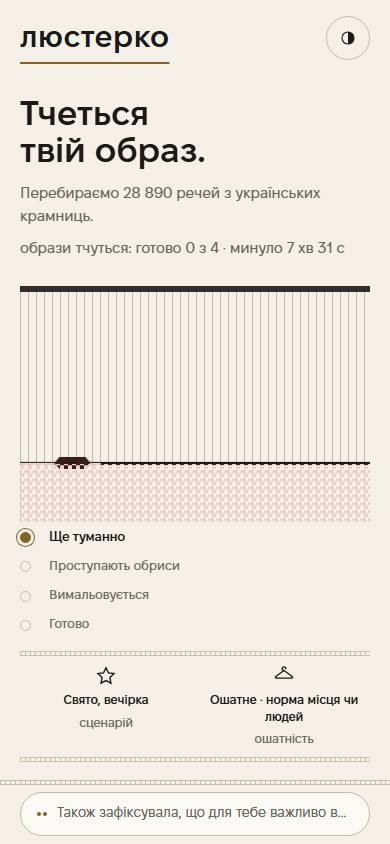 люстерко
Тчеться
твій образ.
Перебираємо 28 890 речей з українських
крамниць.
образи тчуться: готово 0 з 4 · минуло 7 хв 31 с
Ще туманно
Проступають обриси
Вимальовується
Готово
Свято, вечірка
сценарій
Ошатне · норма місця чи
людей
ошатність
Також зафіксувала, що для тебе важливо в...